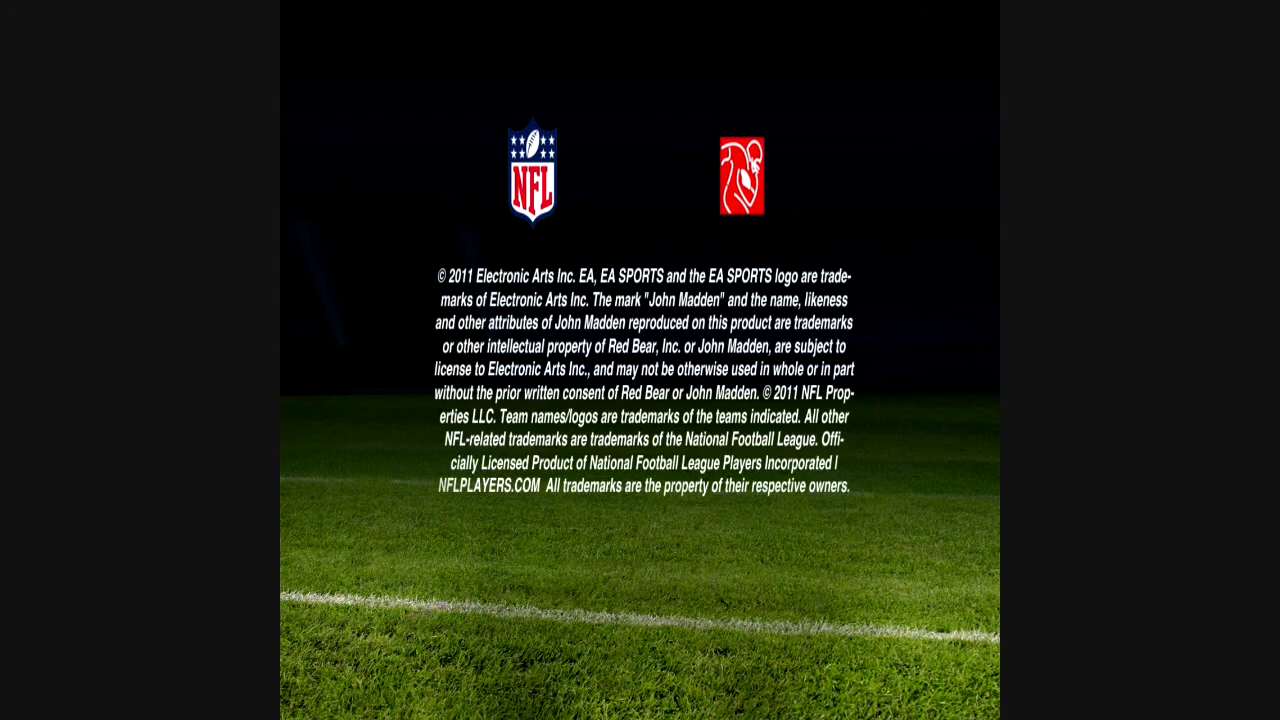 NFL
© 2011 Electronic Arts Inc. EA, EA SPORTS and the EA SPORTS logo are trade-
marks of Electronic Arts Inc. The mark "John Madden" and the name, likeness
and other attributes of John Madden reproduced on this product are trademarks
or other intellectual property of Red Bear, Inc. or John Madden, are subject to
license to Electronic Arts Inc., and may not be otherwise used in whole or in part
without the prior written consent of Red Bear or John Madden. © 2011 NFL Prop-
erties LLC. Team names/logos are trademarks of the teams indicated. All other
NFL-related trademarks are trademarks of the National Football League. Offi-
cially Licensed Product of National Football League Players Incorporated |
NFLPLAYERS.COM All trademarks are the property of their respective owners.